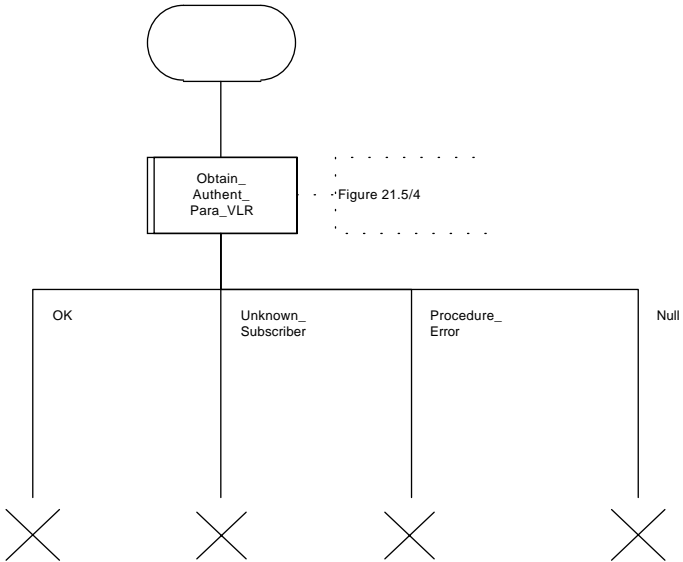 Obtain_
Authent_
Para_VLR
Figure 21.5/4
OK
Unknown_
Subscriber
Procedure_
Error
Null